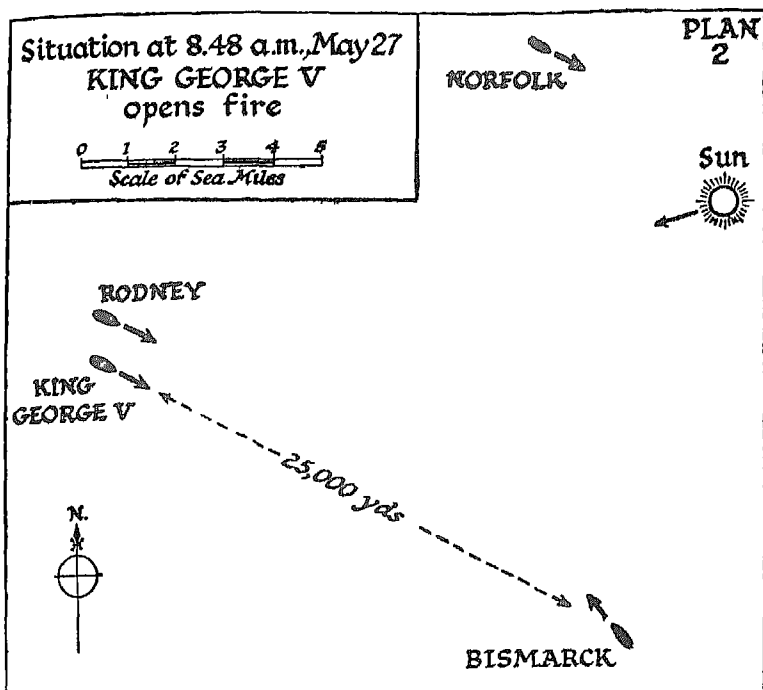 Situation at 8.48 a.m., May 27
KING GEORGE V
opens fire
0 1 2 3 4 5
Scale of Sea Miles
PLAN
2
NORFOLK
Sun
RODNEY
KING
GEORGE V
25,000 yds
N.
BISMARCK